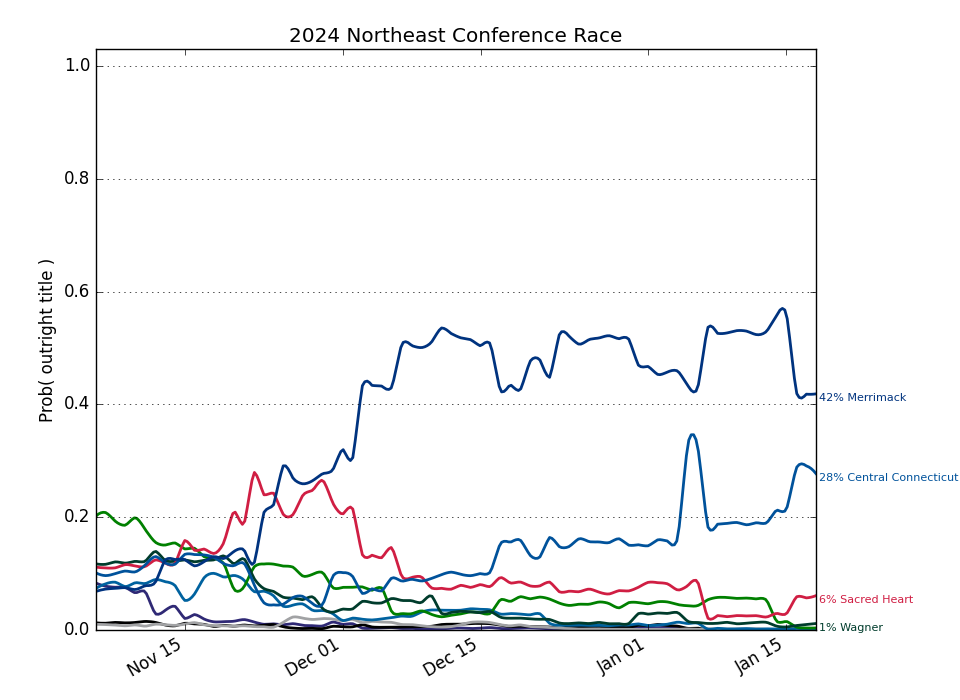 2024 Northeast Conference Race
Prob( outright title )
1.0
0.8
0.6
0.4
0.2
0.0
42% Merrimack
28% Central Connecticut
6% Sacred Heart
1% Wagner
Nov 15
Dec 01
Dec 15
Jan 01
Jan 15